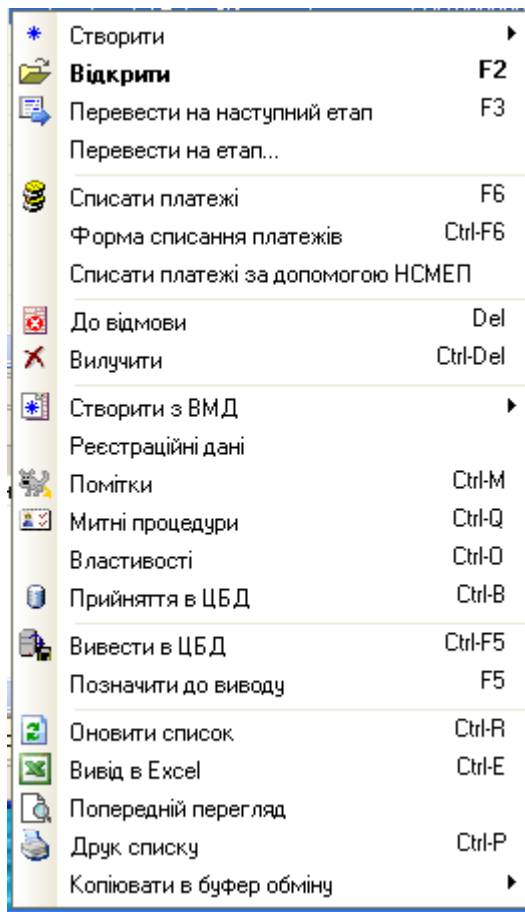 Створити
Відкрити F2
Перевести на наступний етап F3
Перевести на етап...
Списати платежі F6
Форма списання платежів Ctrl-F6
Списати платежі за допомогою НСМЕП
До відмови Del
Вилучити Ctrl-Del
Створити з ВМД
Реєстраційні дані
Помітки Ctrl-M
Митні процедури Ctrl-Q
Властивості Ctrl-O
Прийняття в ЦБД Ctrl-B
Вивести в ЦБД Ctrl-F5
Позначити до виводу F5
Оновити список Ctrl-R
Вивід в Excel Ctrl-E
Попередній перегляд
Друк списку Ctrl-P
Копіювати в буфер обміну